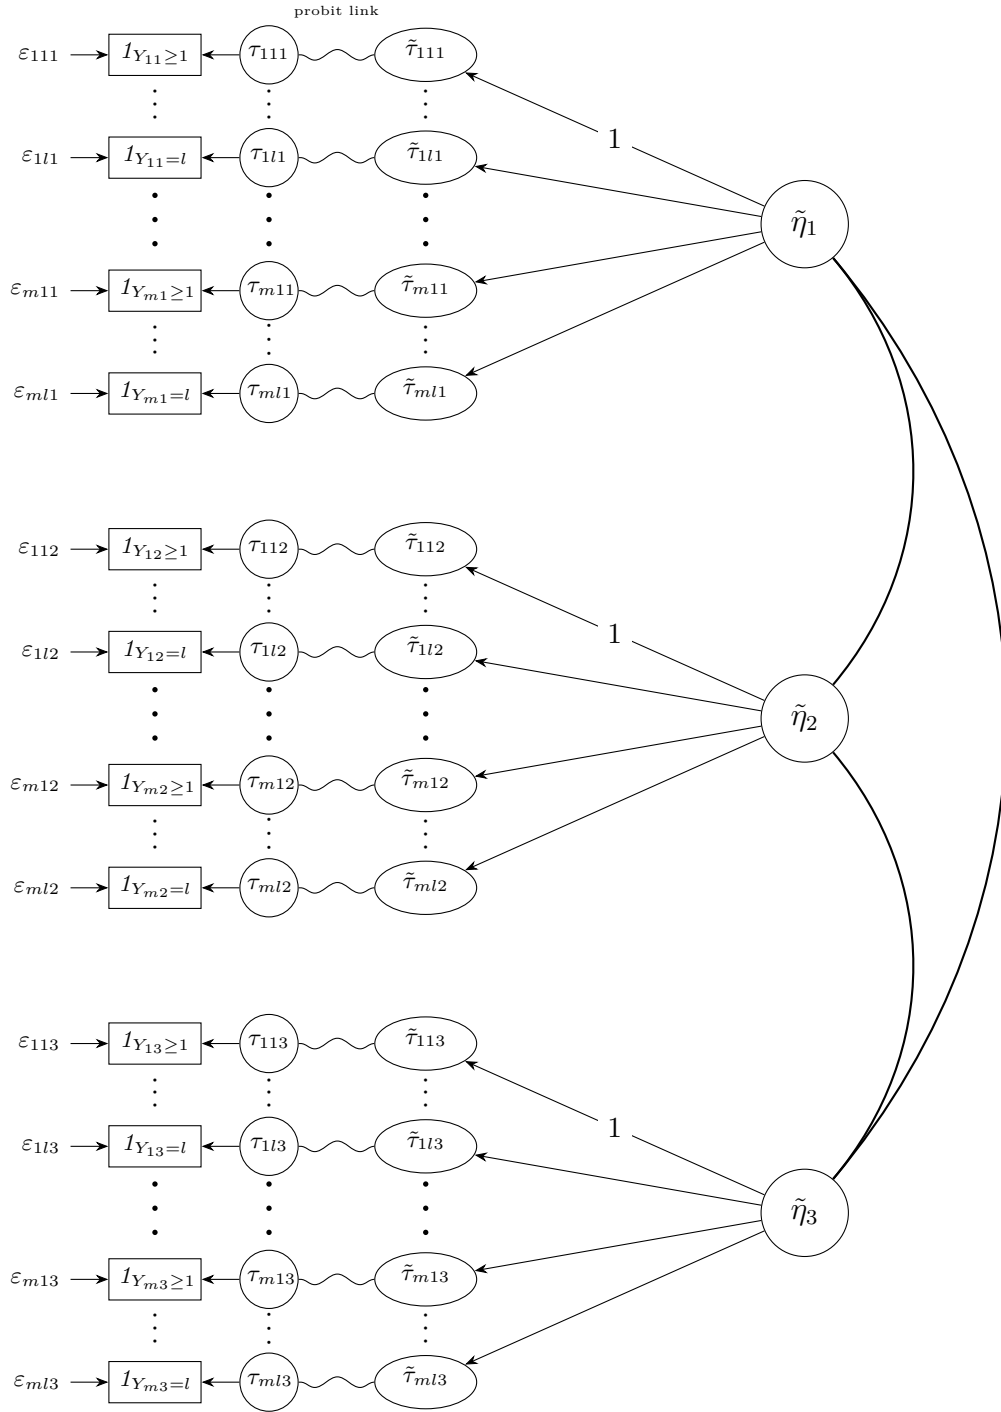 probit link
ε111 1Y11≥1 τ111 τ̃111
1
ε1l1 1Y11=l τ1l1 τ̃1l1
η̃1
εm11 1Ym1≥1 τm11 τ̃m11
εml1 1Ym1=l τml1 τ̃ml1
ε112 1Y12≥1 τ112 τ̃112
1
ε1l2 1Y12=l τ1l2 τ̃1l2
η̃2
εm12 1Ym2≥1 τm12 τ̃m12
εml2 1Ym2=l τml2 τ̃ml2
ε113 1Y13≥1 τ113 τ̃113
1
ε1l3 1Y13=l τ1l3 τ̃1l3
η̃3
εm13 1Ym3≥1 τm13 τ̃m13
εml3 1Ym3=l τml3 τ̃ml3